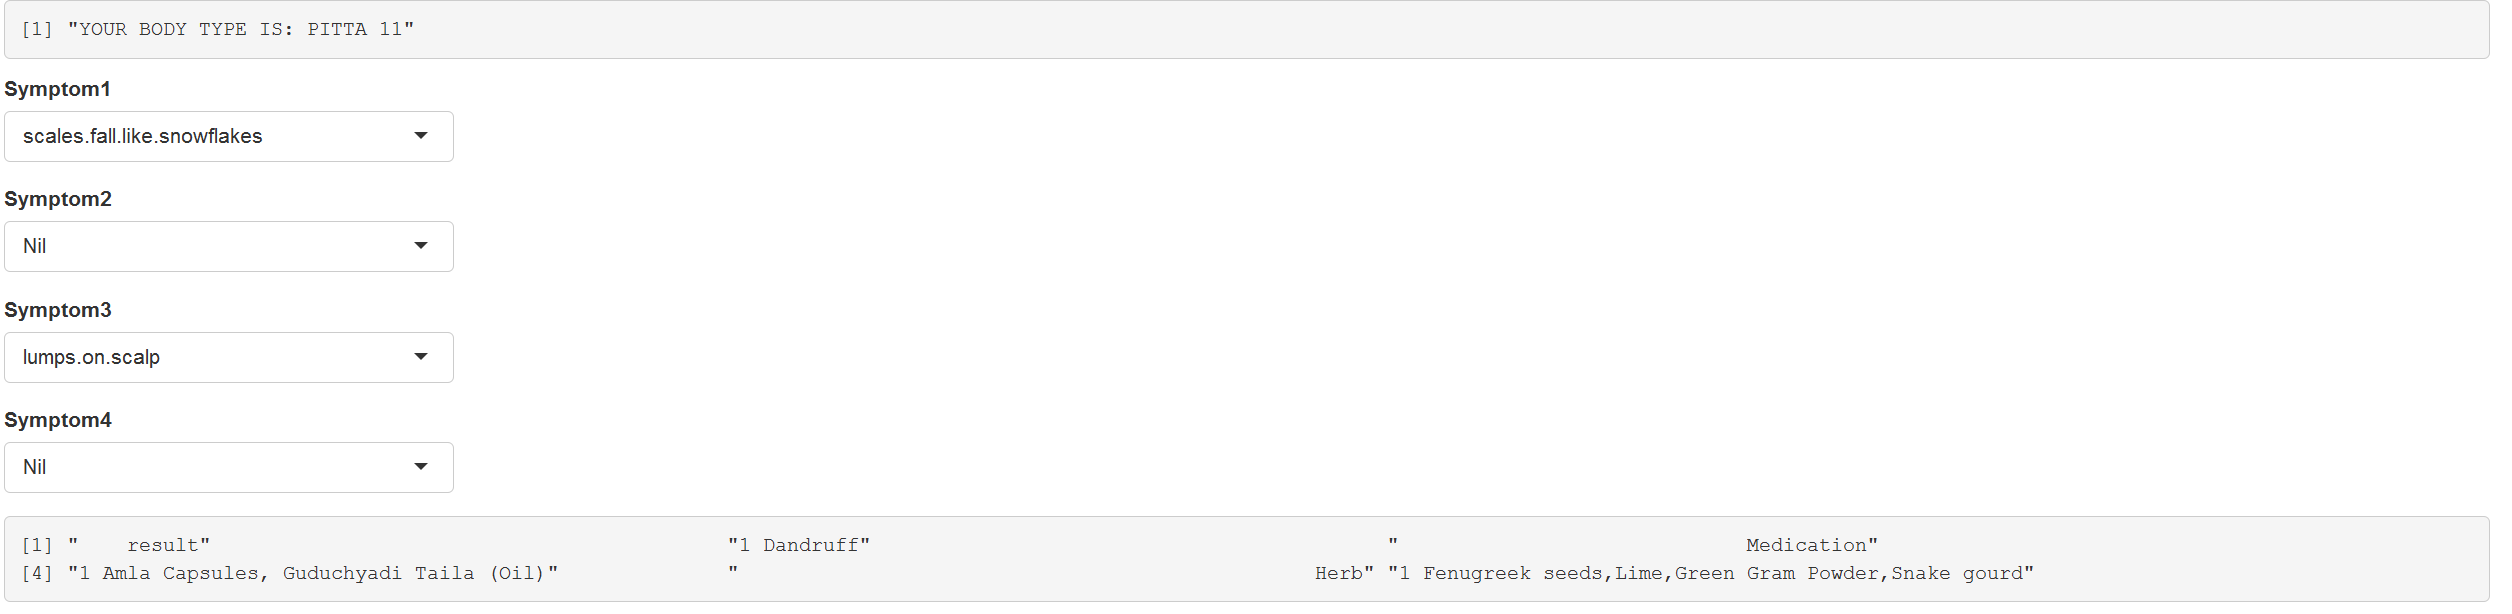 [1] "YOUR BODY TYPE IS: PITTA 11"
Symptom1
scales.fall.like.snowflakes
Symptom2
Nil
Symptom3
lumps.on.scalp
Symptom4
Nil
[1] "    result" "1 Dandruff" "                             Medication"
[4] "1 Amla Capsules, Guduchyadi Taila (Oil)" "                                                Herb" "1 Fenugreek seeds,Lime,Green Gram Powder,Snake gourd"